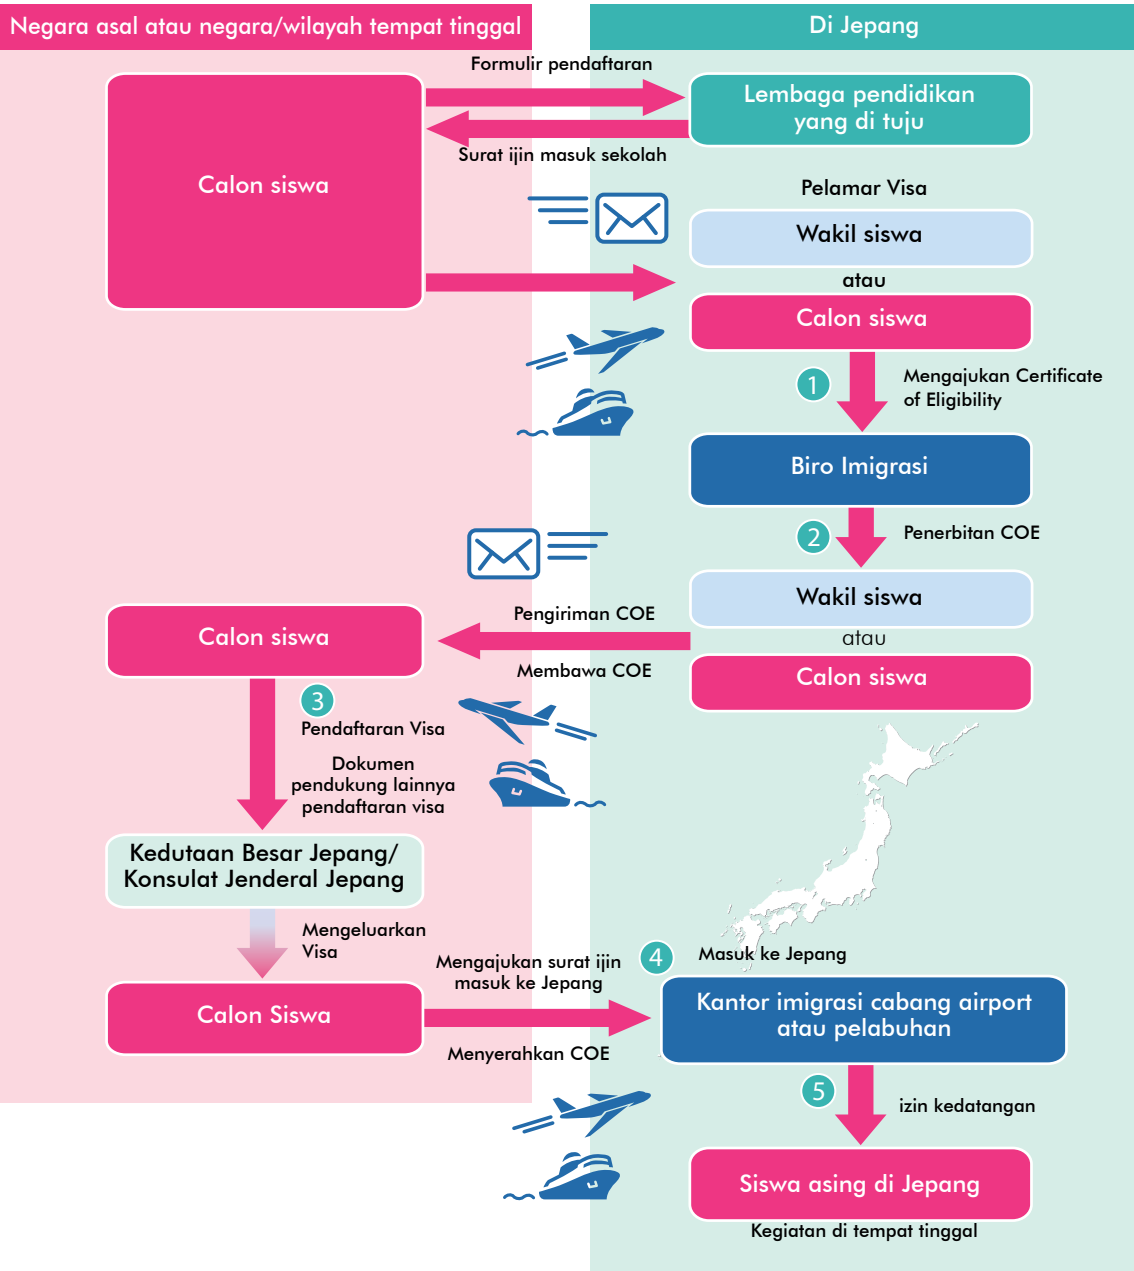 Negara asal atau negara/wilayah tempat tinggal
Di Jepang
Formulir pendaftaran
Calon siswa
Lembaga pendidikan
yang di tuju
Surat ijin masuk sekolah
Pelamar Visa
Wakil siswa
atau
Calon siswa
1
Mengajukan Certificate
of Eligibility
Biro Imigrasi
2
Penerbitan COE
Wakil siswa
atau
Calon siswa
Pengiriman COE
Membawa COE
Calon siswa
3
Pendaftaran Visa
Dokumen
pendukung lainnya
pendaftaran visa
Kedutaan Besar Jepang/
Konsulat Jenderal Jepang
Mengeluarkan
Visa
Calon Siswa
Mengajukan surat ijin
masuk ke Jepang
Menyerahkan COE
4
Masuk ke Jepang
Kantor imigrasi cabang airport
atau pelabuhan
5
izin kedatangan
Siswa asing di Jepang
Kegiatan di tempat tinggal